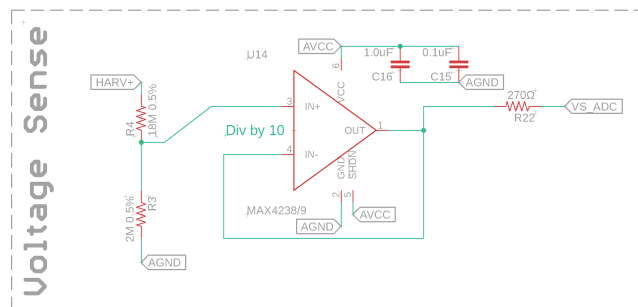 Voltage Sense
HARV+
R4
18M 0.5%
R3
2M 0.5%
AGND
Div by 10
U14
3
IN+
4
IN-
OUT
1
6
VCC
GND
SHDN
2
5
MAX4238/9
AGND
AVCC
AVCC
1.0uF
C16
0.1uF
C15
AGND
270Ω
R22
VS_ADC